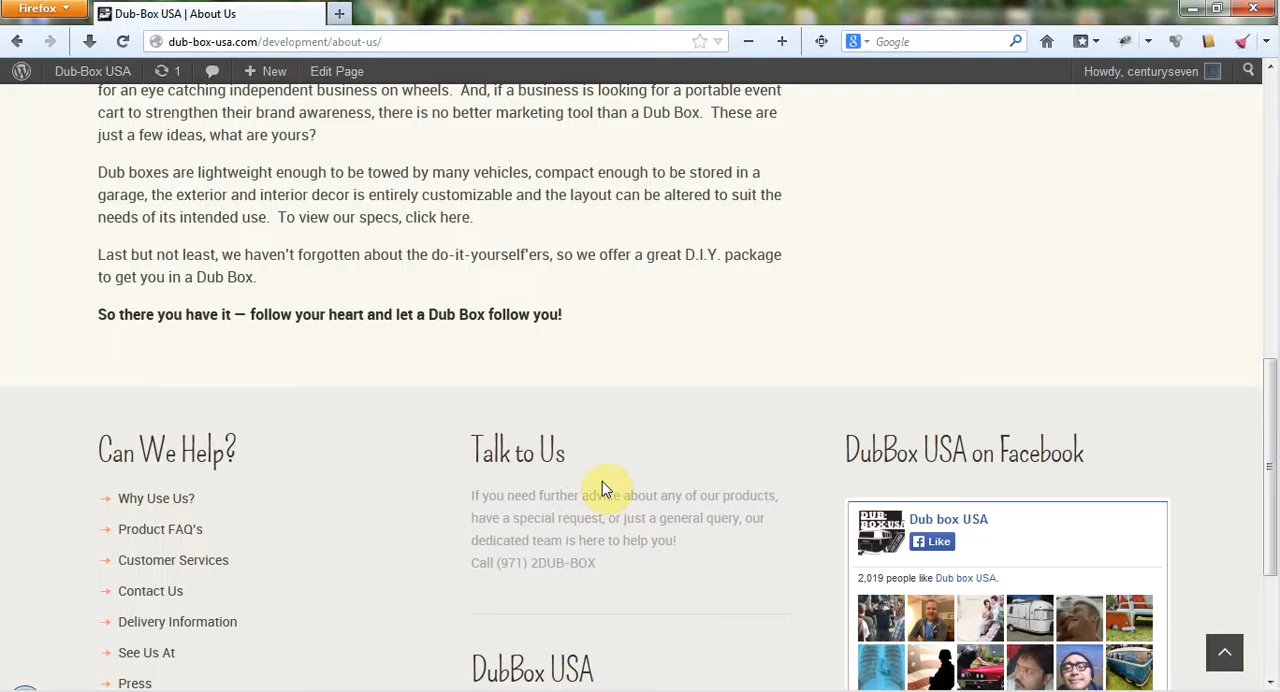 Firefox
Dub-Box USA | About Us
dub-box-usa.com/development/about-us/
Google
Dub-Box USA
1
New
Edit Page
Howdy, centuryseven
for an eye catching independent business on wheels.  And, if a business is looking for a portable event
cart to strengthen their brand awareness, there is no better marketing tool than a Dub Box.  These are
just a few ideas, what are yours?
Dub boxes are lightweight enough to be towed by many vehicles, compact enough to be stored in a
garage, the exterior and interior decor is entirely customizable and the layout can be altered to suit the
needs of its intended use.  To view our specs, click here.
Last but not least, we haven't forgotten about the do-it-yourself'ers, so we offer a great D.I.Y. package
to get you in a Dub Box.
So there you have it — follow your heart and let a Dub Box follow you!
Can We Help?
Why Use Us?
Product FAQ's
Customer Services
Contact Us
Delivery Information
See Us At
Press
Talk to Us
If you need further advice about any of our products,
have a special request, or just a general query, our
dedicated team is here to help you!
Call (971) 2DUB-BOX
DubBox USA
DubBox USA on Facebook
DUB-
BOX-USA
Dub box USA
Like
2,019 people like Dub box USA.